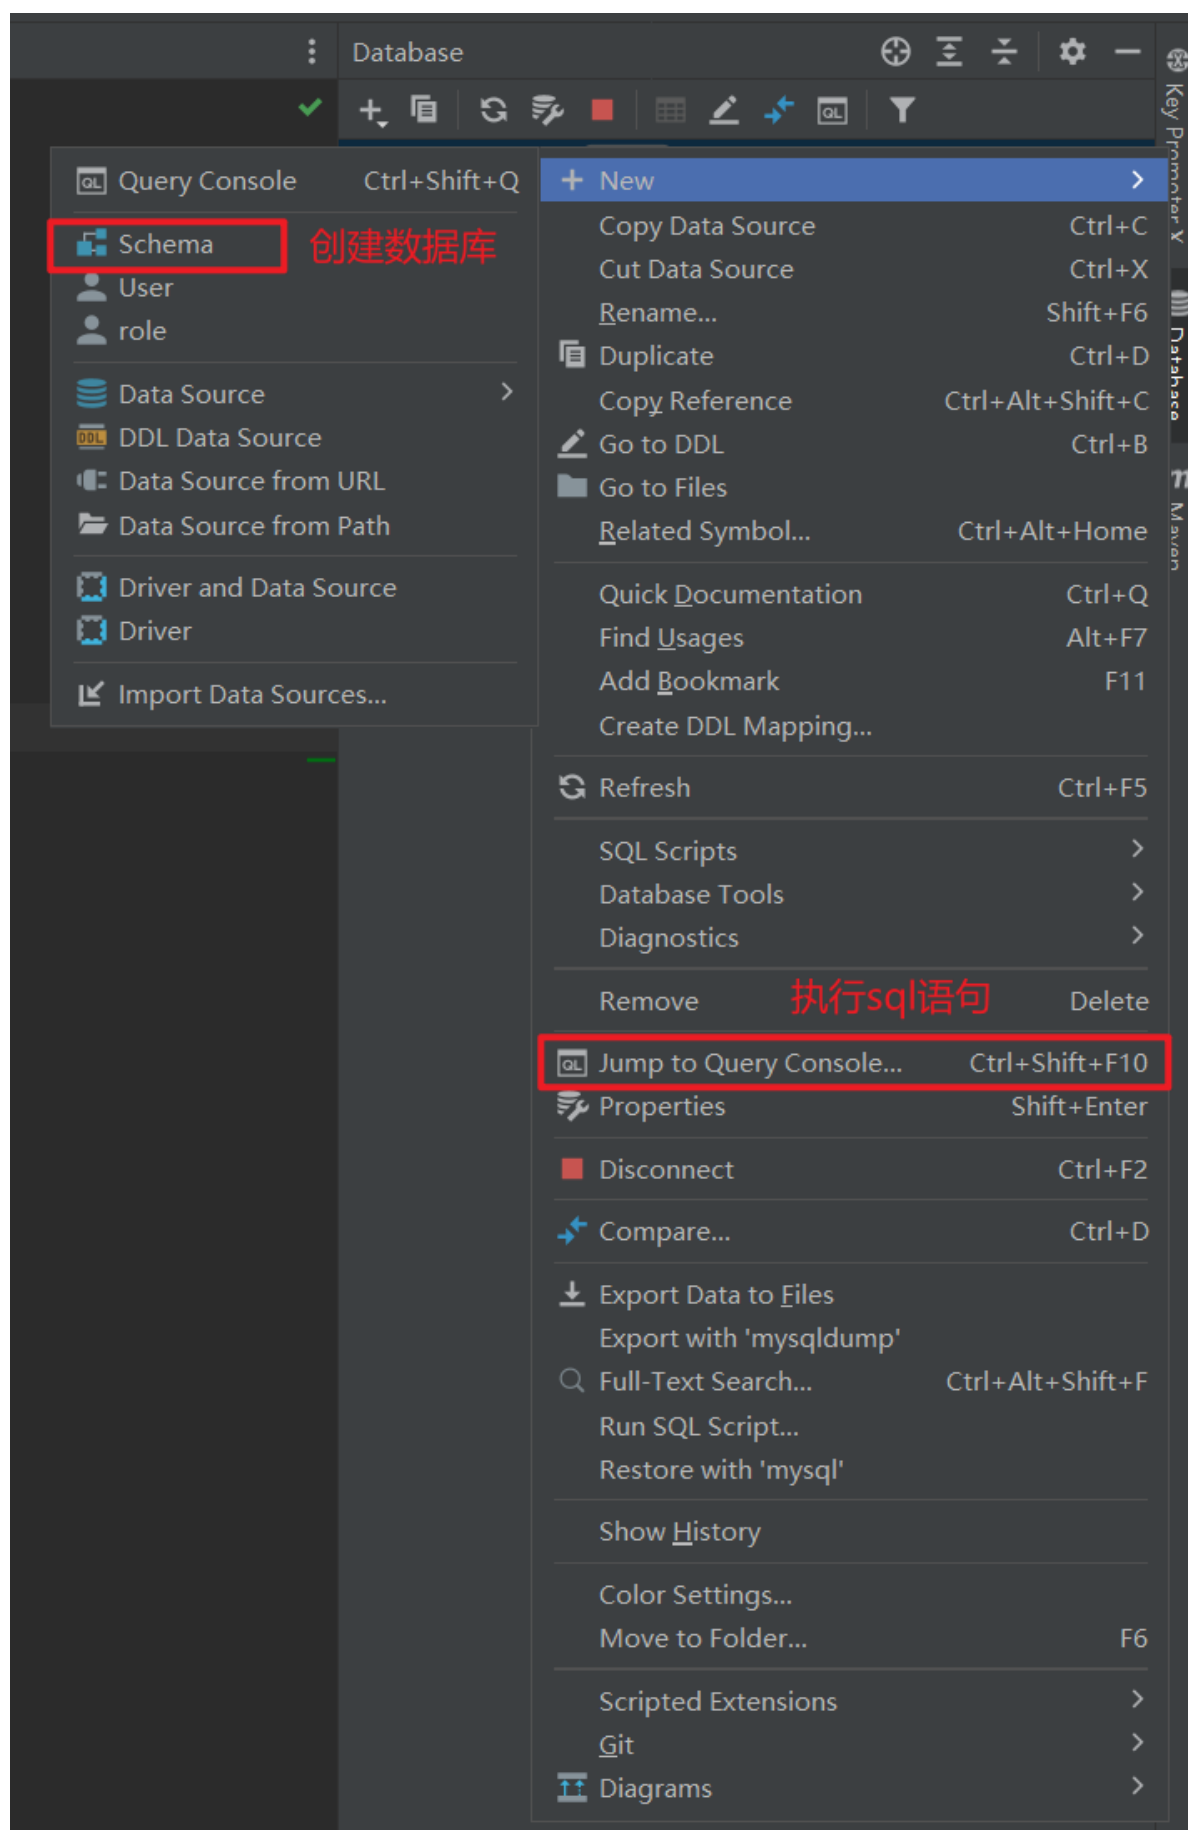 Database
Key Promoter X
Database
Maven
Query Console Ctrl+Shift+Q
Schema 创建数据库
User
role
Data Source
DDL Data Source
Data Source from URL
Data Source from Path
Driver and Data Source
Driver
Import Data Sources...
New
Copy Data Source Ctrl+C
Cut Data Source Ctrl+X
Rename... Shift+F6
Duplicate Ctrl+D
Copy Reference Ctrl+Alt+Shift+C
Go to DDL Ctrl+B
Go to Files
Related Symbol... Ctrl+Alt+Home
Quick Documentation Ctrl+Q
Find Usages Alt+F7
Add Bookmark F11
Create DDL Mapping...
Refresh Ctrl+F5
SQL Scripts
Database Tools
Diagnostics
Remove 执行sql语句 Delete
Jump to Query Console... Ctrl+Shift+F10
Properties Shift+Enter
Disconnect Ctrl+F2
Compare... Ctrl+D
Export Data to Files
Export with 'mysqldump'
Full-Text Search... Ctrl+Alt+Shift+F
Run SQL Script...
Restore with 'mysql'
Show History
Color Settings...
Move to Folder... F6
Scripted Extensions
Git
Diagrams